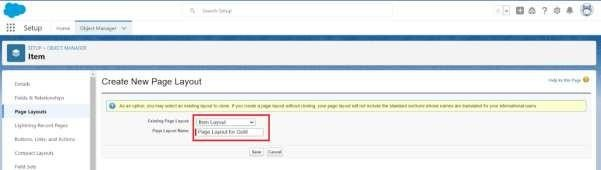 Search Setup
Setup
Home
Object Manager
SETUP > OBJECT MANAGER
Item
Details
Fields & Relationships
Page Layouts
Lightning Record Pages
Buttons, Links, and Actions
Compact Layouts
Field Sets
Create New Page Layout
Help for this Page
As an option, you may select an existing layout to clone. If you create a page layout without cloning, your page layout will not include the standard sections whose names are translated for your international users.
Existing Page Layout
Item Layout
Page Layout Name
Page Layout for Gold
Save
Cancel